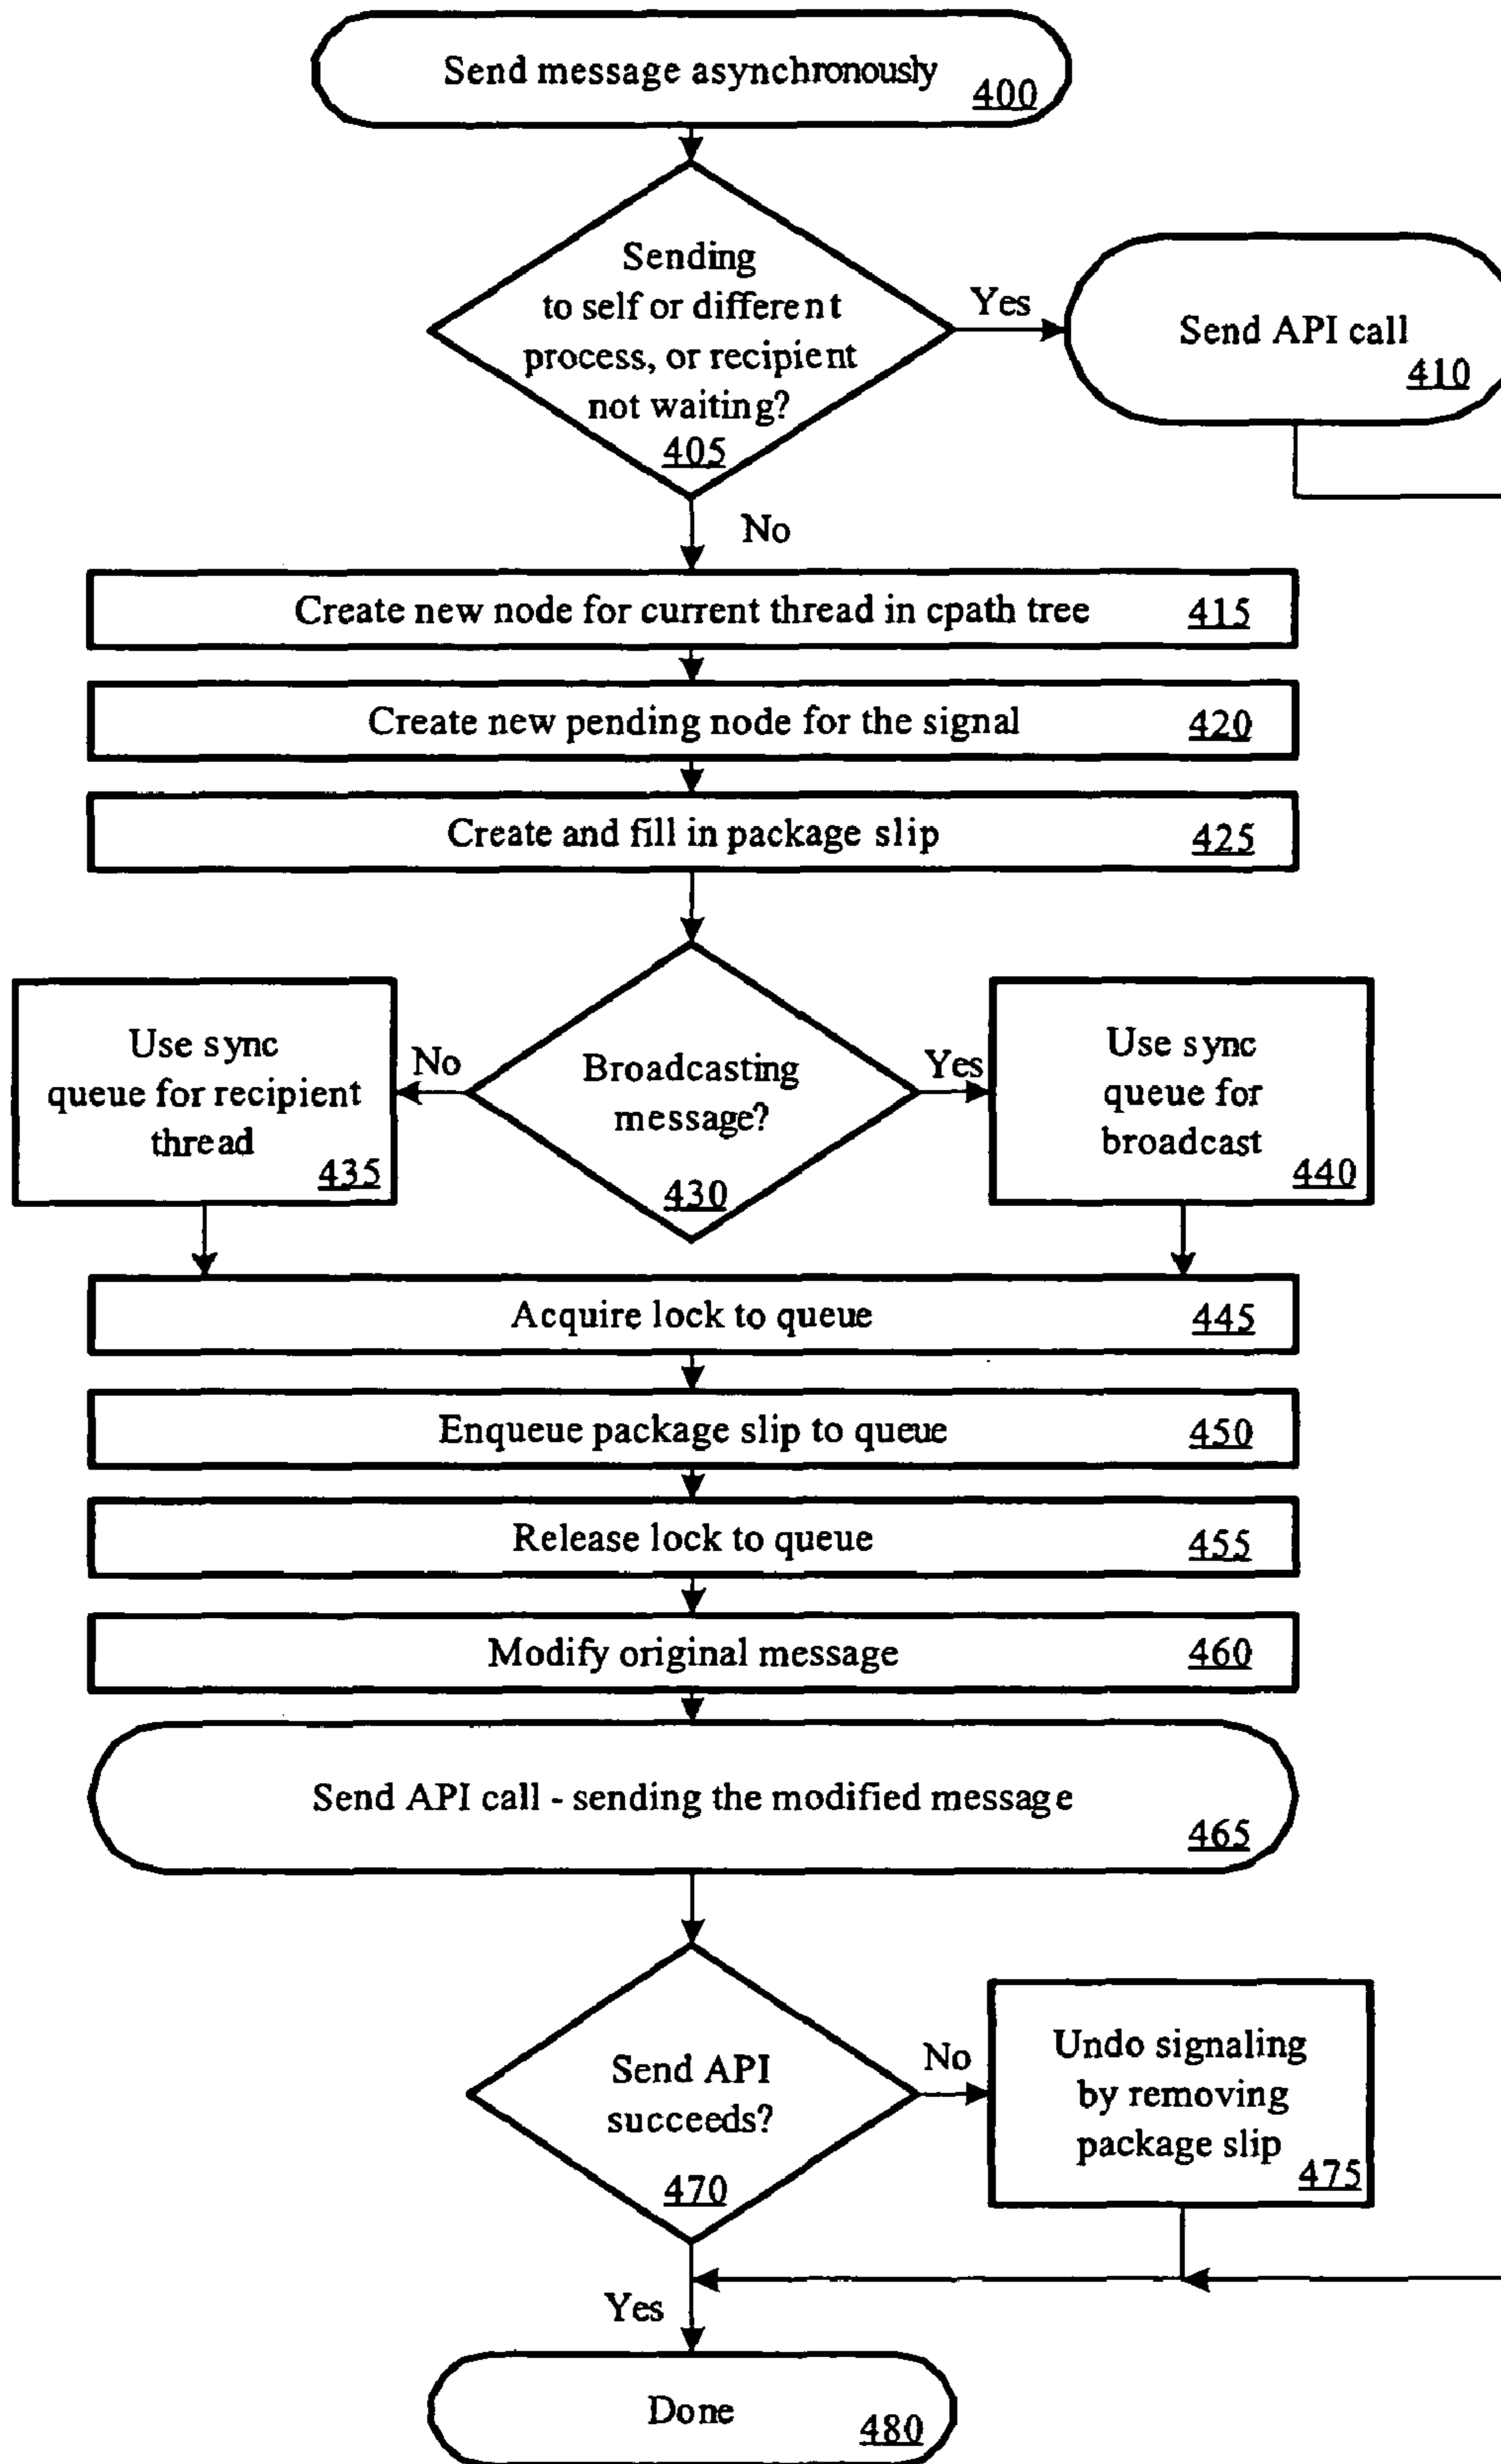 Send message asynchronously
400
Sending
to self or different
process, or recipient
not waiting?
405
Yes
Send API call
410
No
Create new node for current thread in cpath tree 415
Create new pending node for the signal 420
Create and fill in package slip 425
Use sync
queue for recipient
thread
435
No
Broadcasting
message?
430
Yes
Use sync
queue for
broadcast
440
Acquire lock to queue 445
Enqueue package slip to queue 450
Release lock to queue 455
Modify original message 460
Send API call - sending the modified message
465
Send API
succeeds?
470
No
Undo signaling
by removing
package slip
475
Yes
Done
480